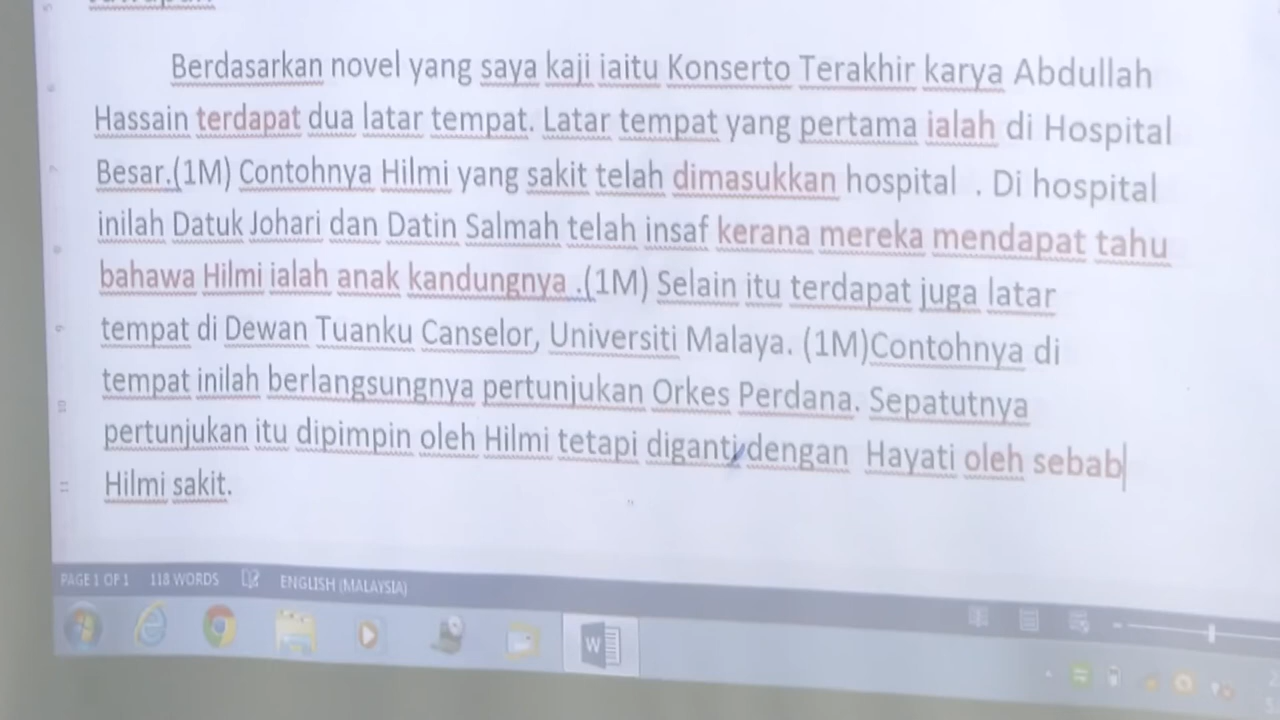 Berdasarkan novel yang saya kaji iaitu Konserto Terakhir karya Abdullah
Hassain terdapat dua latar tempat. Latar tempat yang pertama ialah di Hospital
Besar.(1M) Contohnya Hilmi yang sakit telah dimasukkan hospital . Di hospital
inilah Datuk Johari dan Datin Salmah telah insaf kerana mereka mendapat tahu
bahawa Hilmi ialah anak kandungnya .(1M) Selain itu terdapat juga latar
tempat di Dewan Tuanku Canselor, Universiti Malaya. (1M)Contohnya di
tempat inilah berlangsungnya pertunjukan Orkes Perdana. Sepatutnya
pertunjukan itu dipimpin oleh Hilmi tetapi diganti dengan Hayati oleh sebab
Hilmi sakit.
PAGE 1 OF 1 118 WORDS ENGLISH (MALAYSIA)